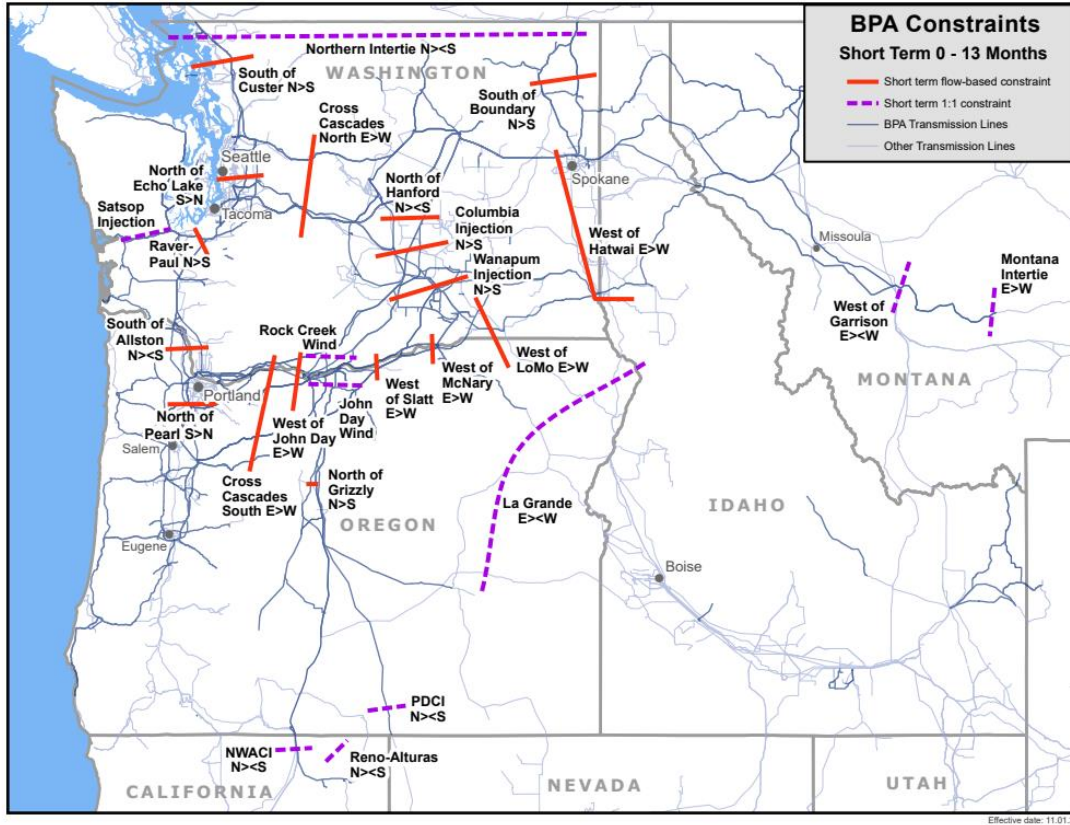 BPA Constraints
Short Term 0 - 13 Months
Short term flow-based constraint
Short term 1:1 constraint
BPA Transmission Lines
Other Transmission Lines
Northern Intertie N><S
WASHINGTON
South of
Custer N>S
Cross
Cascades
North E>W
South of
Boundary
N>S
Seattle
North of
Echo Lake
S>N
Tacoma
Satsop
Injection
Raver-
Paul N>S
North of
Hanford
N><S
Columbia
Injection
N>S
Wanapum
Injection
N>S
Spokane
West of
Hatwai E>W
Missoula
West of
Garrison
E><W
Montana
Intertie
E>W
MONTANA
South of
Allston
N><S
Rock Creek
Wind
Portland
North of
Pearl S>N
Salem
West of
John Day
E>W
John
Day
Wind
West
of Slatt
E>W
West of
McNary
E>W
West of
LoMo E>W
Cross
Cascades
South E>W
North of
Grizzly
N>S
OREGON
La Grande
E><W
IDAHO
Eugene
Boise
PDCI
N><S
NWACI
N><S
Reno-Alturas
N><S
CALIFORNIA
NEVADA
UTAH
Effective date: 11.01.